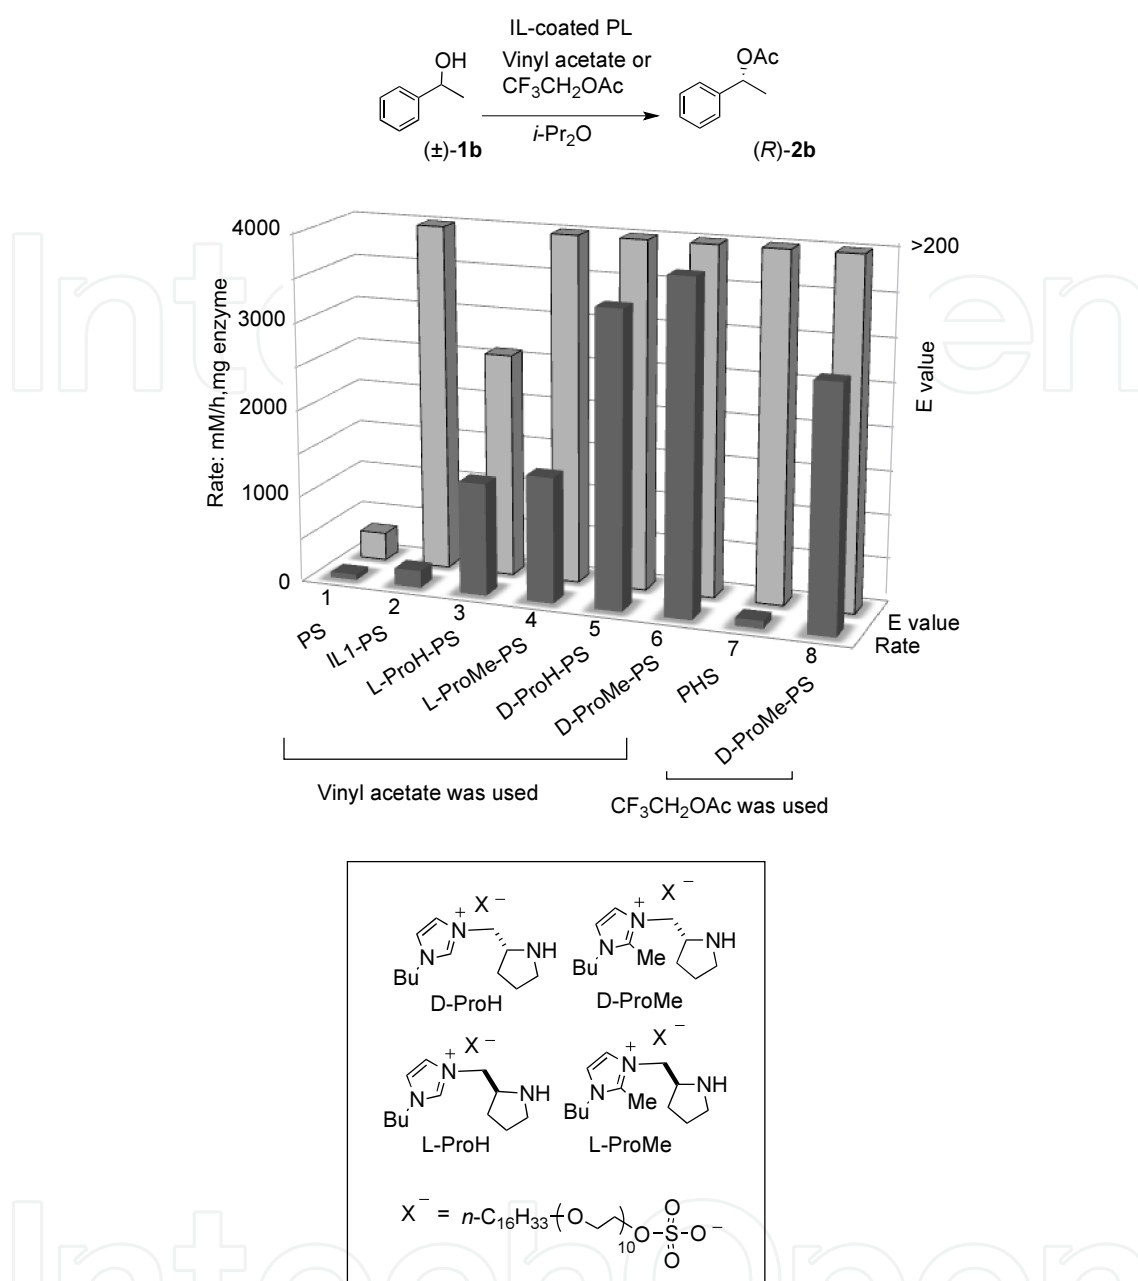 IL-coated PL
Vinyl acetate or
CF₃CH₂OAc
i-Pr₂O
OH
(±)-1b
OAc
(R)-2b
4000
3000
2000
1000
0
Rate: mM/h,mg enzyme
>200
E value
E value
Rate
1
2
3
4
5
6
7
8
PS
IL1-PS
L-ProH-PS
L-ProMe-PS
D-ProH-PS
D-ProMe-PS
PHS
D-ProMe-PS
Vinyl acetate was used
CF₃CH₂OAc was used
X⁻
N⁺
N
NH
Bu
D-ProH
X⁻
N⁺
N
Me
NH
Bu
D-ProMe
X⁻
N⁺
N
NH
Bu
L-ProH
X⁻
N⁺
N
Me
NH
Bu
L-ProMe
X⁻ = n-C₁₆H₃₃(O)₁₀O-S-O⁻
O
O
IntechOpen
IntechOpen